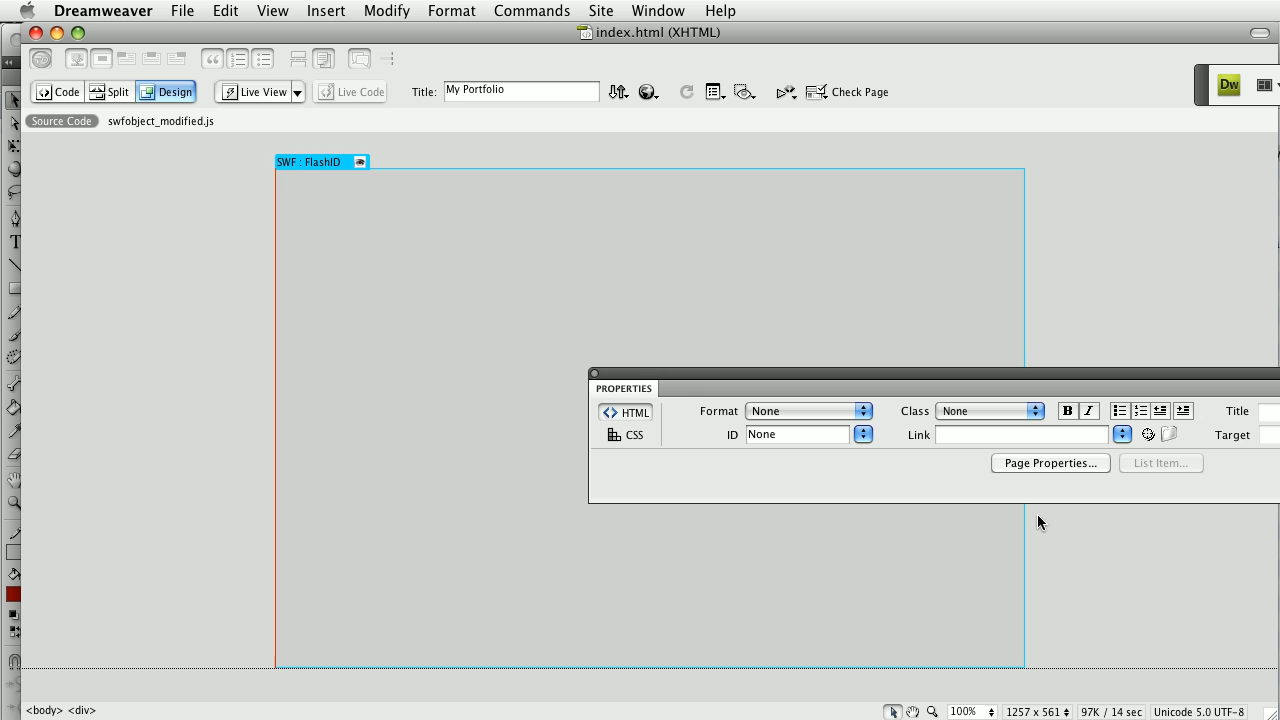 Dreamweaver File Edit View Insert Modify Format Commands Site Window Help
index.html (XHTML)
Code Split Design Live View Live Code Title: My Portfolio Check Page
Dw
Source Code swfobject_modified.js
SWF : FlashID
PROPERTIES
HTML Format None Class None B I Title
CSS ID None Link Target
Page Properties... List Item...
<body> <div> 100% 1257 x 561 97K / 14 sec Unicode 5.0 UTF-8